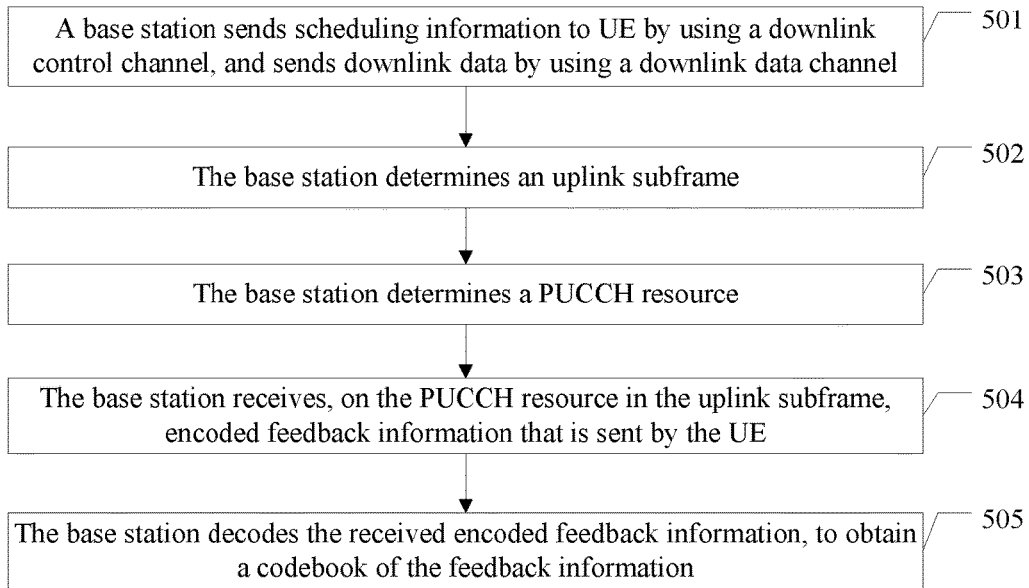 A base station sends scheduling information to UE by using a downlink
control channel, and sends downlink data by using a downlink data channel
501
The base station determines an uplink subframe
502
The base station determines a PUCCH resource
503
The base station receives, on the PUCCH resource in the uplink subframe,
encoded feedback information that is sent by the UE
504
The base station decodes the received encoded feedback information, to obtain
a codebook of the feedback information
505